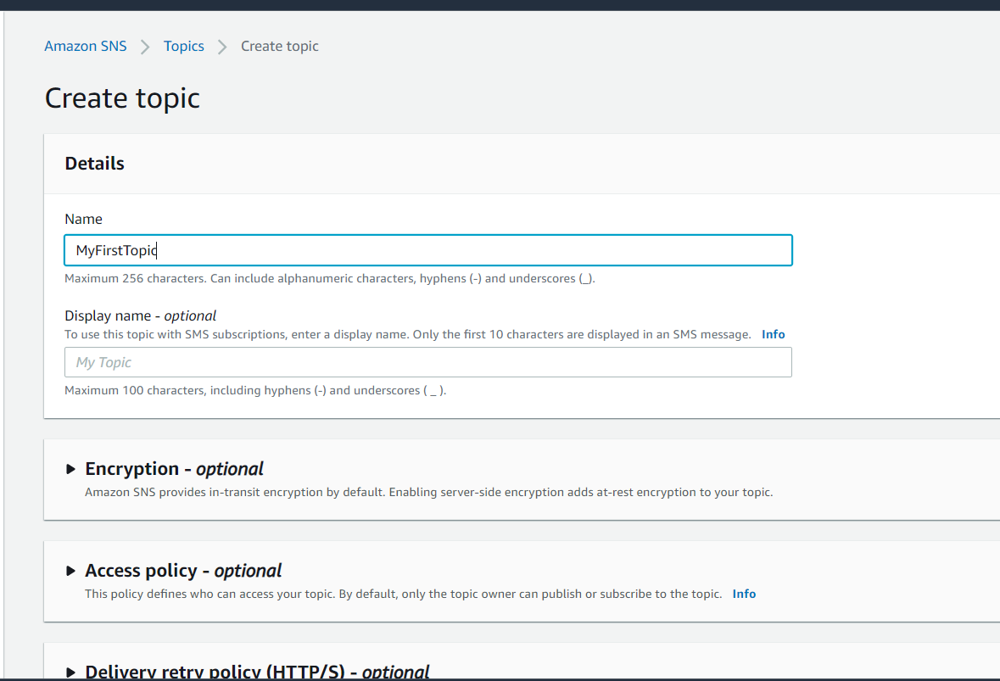 Amazon SNS > Topics > Create topic
Create topic
Details
Name
MyFirstTopic
Maximum 256 characters. Can include alphanumeric characters, hyphens (-) and underscores (_).
Display name - optional
To use this topic with SMS subscriptions, enter a display name. Only the first 10 characters are displayed in an SMS message. Info
My Topic
Maximum 100 characters, including hyphens (-) and underscores ( _ ).
Encryption - optional
Amazon SNS provides in-transit encryption by default. Enabling server-side encryption adds at-rest encryption to your topic.
Access policy - optional
This policy defines who can access your topic. By default, only the topic owner can publish or subscribe to the topic. Info
Delivery retry policy (HTTP/S) - optional